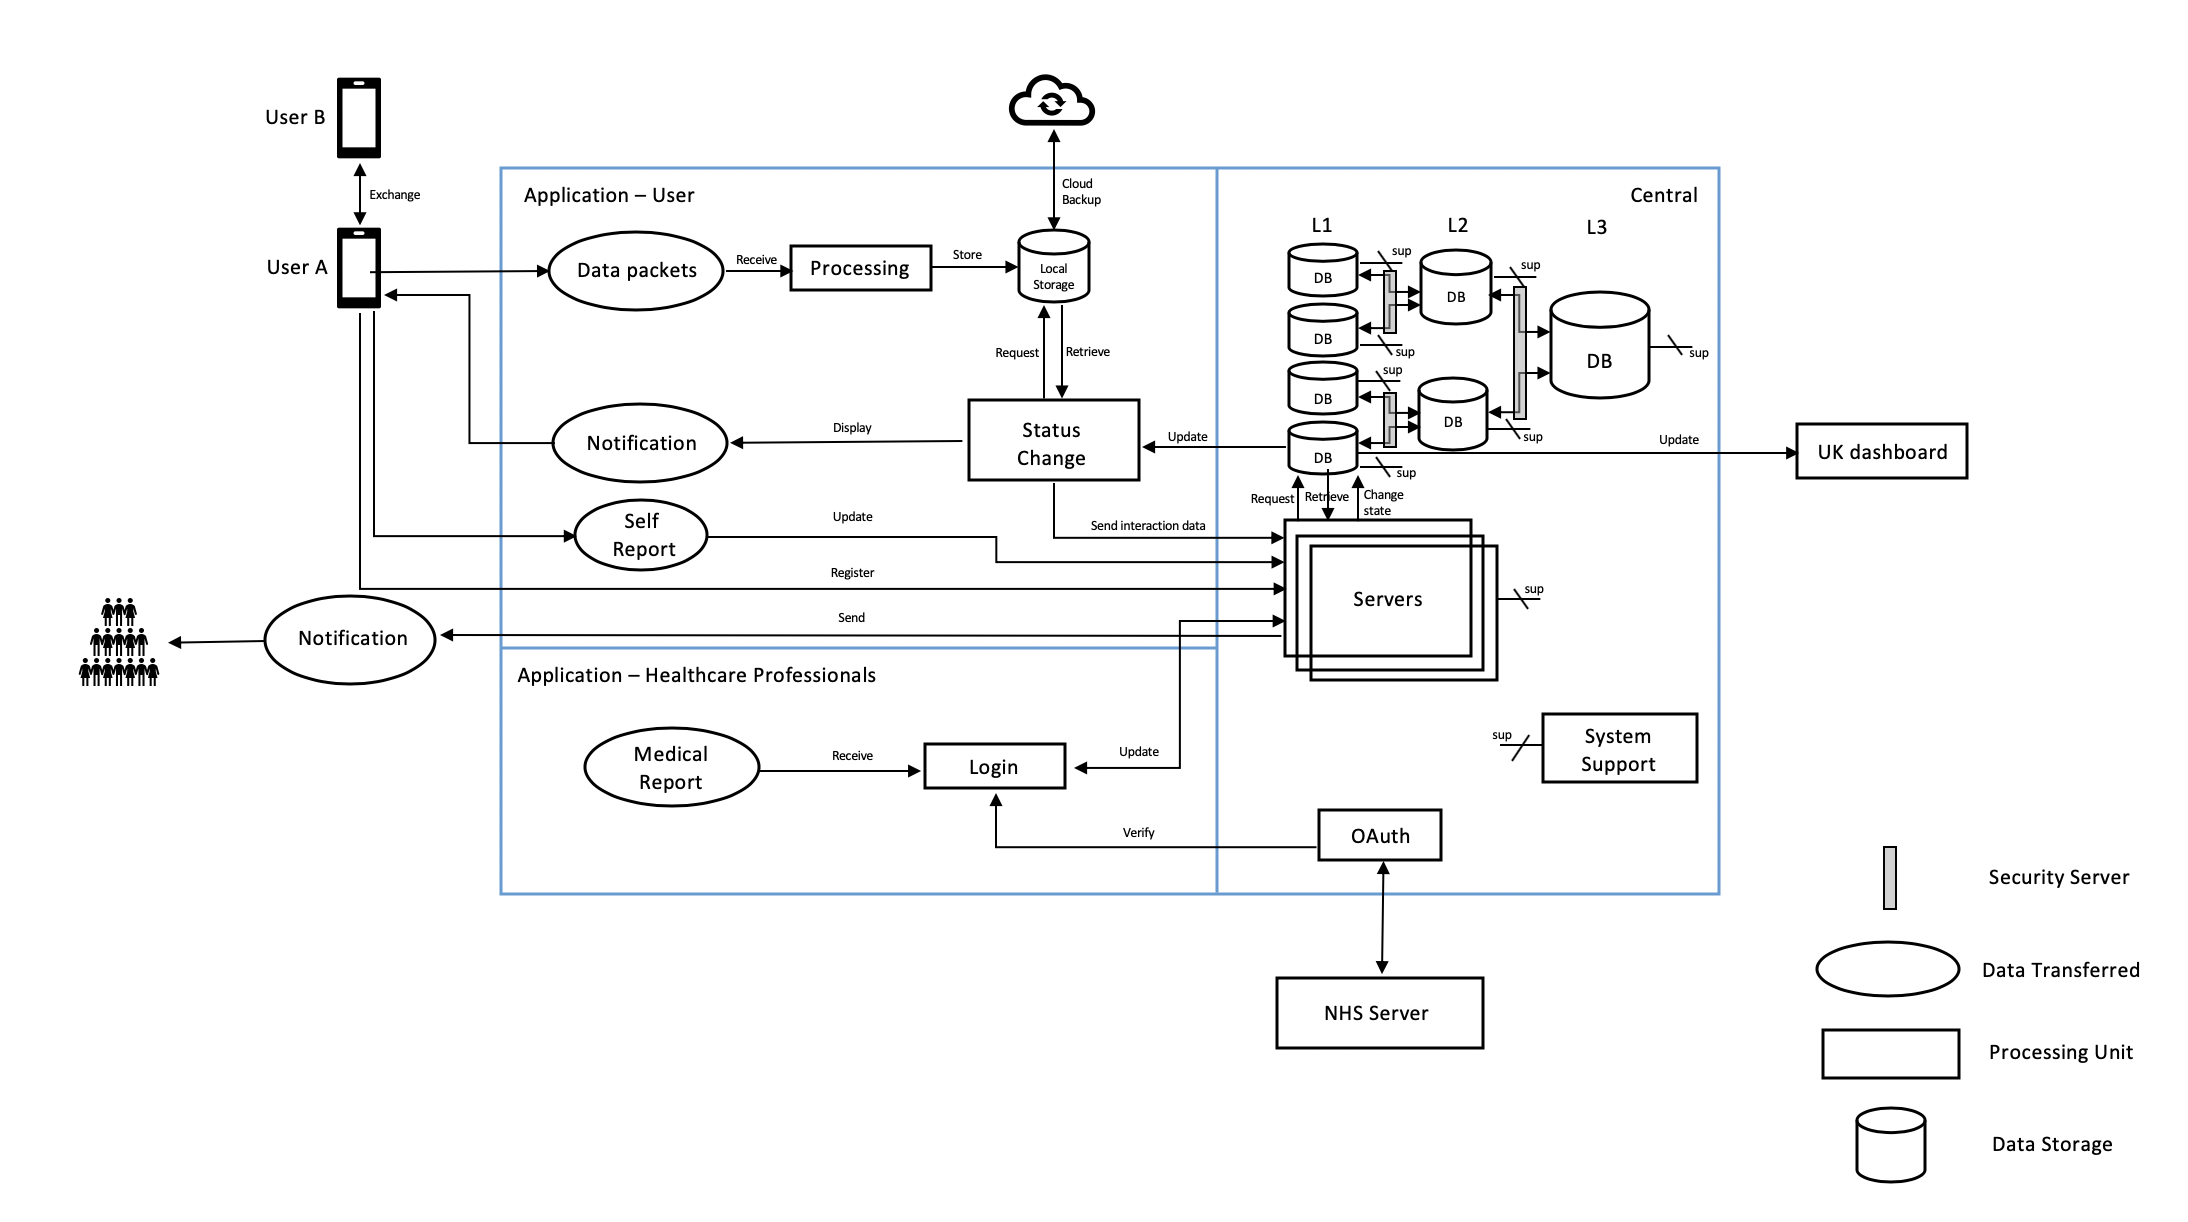 User B
Exchange
User A
Application – User
Cloud
Backup
Central
L1
L2
L3
Data packets
Receive
Processing
Store
Local
Storage
DB
DB
DB
DB
DB
DB
DB
sup
sup
sup
sup
sup
sup
sup
sup
Request
Retrieve
Notification
Display
Status
Change
Update
Update
UK dashboard
Request
Retrieve
Change
state
Self
Report
Update
Send interaction data
Register
Servers
sup
Notification
Send
Application – Healthcare Professionals
Medical
Report
Receive
Login
Update
sup
System
Support
Verify
OAuth
NHS Server
Security Server
Data Transferred
Processing Unit
Data Storage